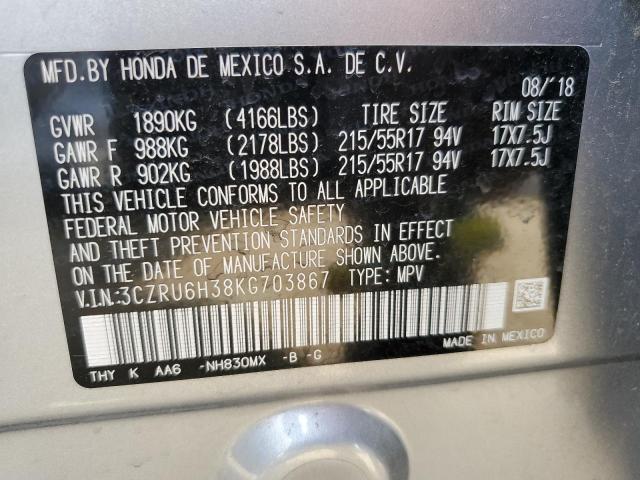 MFD.BY HONDA DE MEXICO S.A. DE C.V.
08/'18
GVWR 1890KG (4166LBS) TIRE SIZE RIM SIZE
GAWR F 988KG (2178LBS) 215/55R17 94V 17X7.5J
GAWR R 902KG (1988LBS) 215/55R17 94V 17X7.5J
THIS VEHICLE CONFORMS TO ALL APPLICABLE
FEDERAL MOTOR VEHICLE SAFETY
AND THEFT PREVENTION STANDARDS IN EFFECT
ON THE DATE OF MANUFACTURE SHOWN ABOVE.
V.I.N:3CZRU6H38KG703867 TYPE: MPV
THY K AA6 -NH830MX -B -G
MADE IN MEXICO